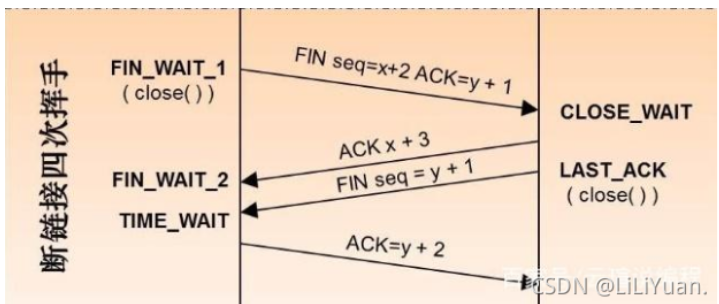 断链接四次挥手
FIN_WAIT_1
( close( ) )
FIN seq=x+2 ACK=y + 1
CLOSE_WAIT
ACK x + 3
FIN_WAIT_2
FIN seq = y + 1
LAST_ACK
( close( ) )
TIME_WAIT
ACK=y + 2
CSDN @LiLiYuan.